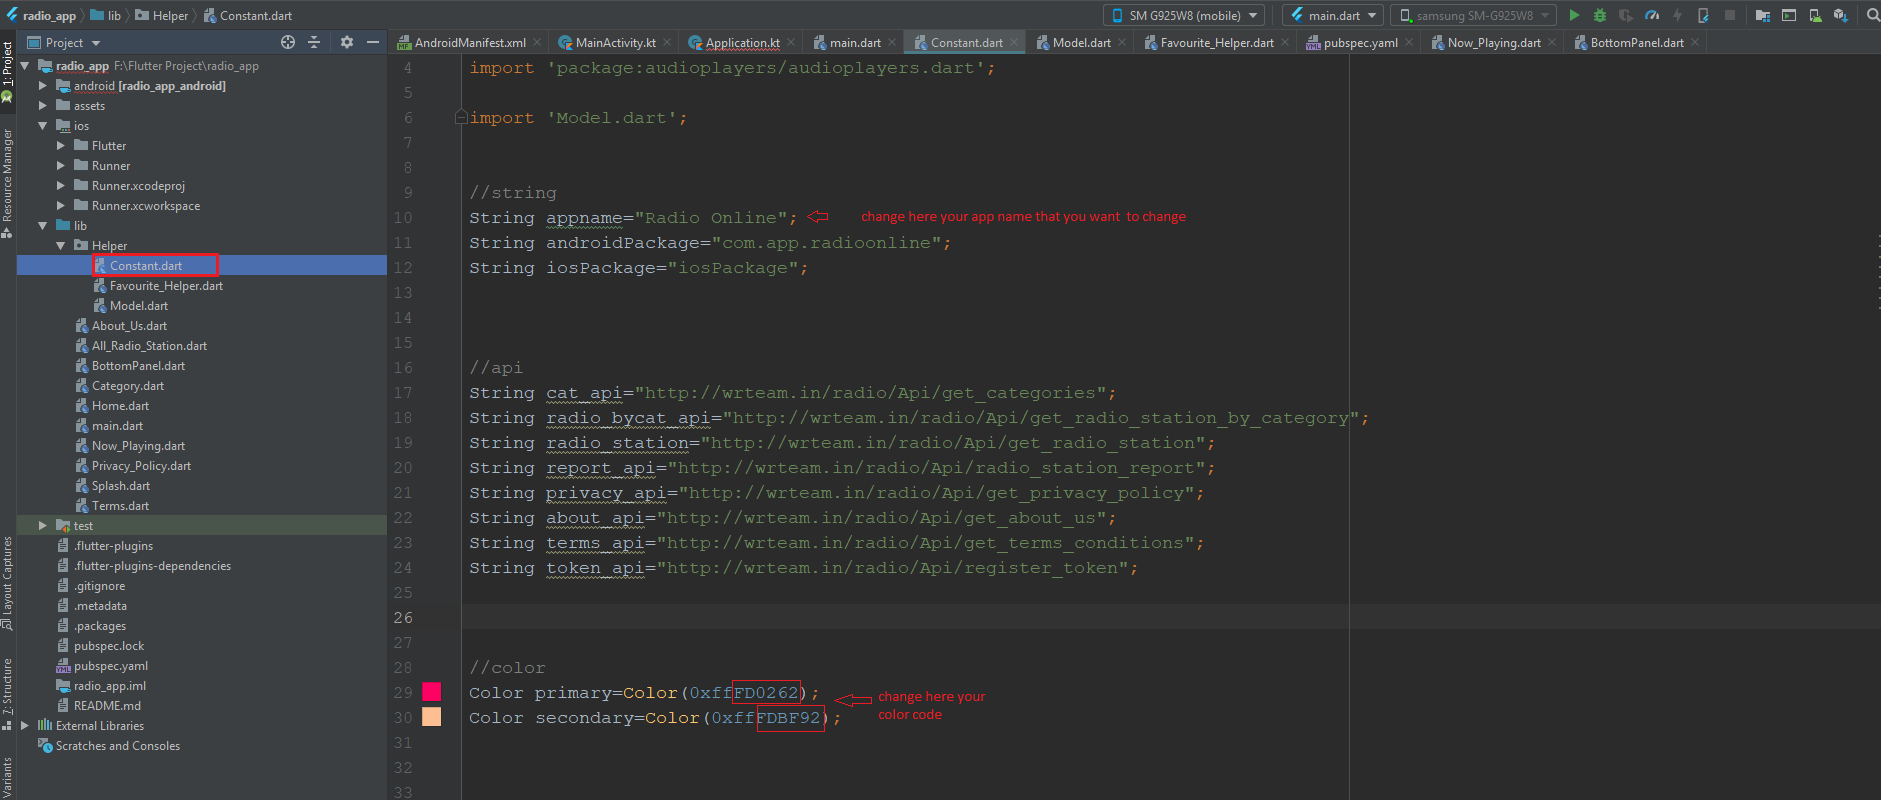 radio_app lib Helper Constant.dart
SM G925W8 (mobile) main.dart samsung SM-G925W8
Project
AndroidManifest.xml MainActivity.kt Application.kt main.dart Constant.dart Model.dart Favourite_Helper.dart pubspec.yaml Now_Playing.dart BottomPanel.dart
1: Project
Resource Manager
Layout Captures
7: Structure
Variants
radio_app F:\Flutter Project\radio_app
android [radio_app_android]
assets
ios
Flutter
Runner
Runner.xcodeproj
Runner.xcworkspace
lib
Helper
Constant.dart
Favourite_Helper.dart
Model.dart
About_Us.dart
All_Radio_Station.dart
BottomPanel.dart
Category.dart
Home.dart
main.dart
Now_Playing.dart
Privacy_Policy.dart
Splash.dart
Terms.dart
test
.flutter-plugins
.flutter-plugins-dependencies
.gitignore
.metadata
.packages
pubspec.lock
YML pubspec.yaml
radio_app.iml
README.md
External Libraries
Scratches and Consoles
4 import 'package:audioplayers/audioplayers.dart';
5
6 import 'Model.dart';
7
8
9 //string
10 String appname="Radio Online"; change here your app name that you want to change
11 String androidPackage="com.app.radioonline";
12 String iosPackage="iosPackage";
13
14
15
16 //api
17 String cat_api="http://wrteam.in/radio/Api/get_categories";
18 String radio_bycat_api="http://wrteam.in/radio/Api/get_radio_station_by_category";
19 String radio_station="http://wrteam.in/radio/Api/get_radio_station";
20 String report_api="http://wrteam.in/radio/Api/radio_station_report";
21 String privacy_api="http://wrteam.in/radio/Api/get_privacy_policy";
22 String about_api="http://wrteam.in/radio/Api/get_about_us";
23 String terms_api="http://wrteam.in/radio/Api/get_terms_conditions";
24 String token_api="http://wrteam.in/radio/Api/register_token";
25
26
27
28 //color
29 Color primary=Color(0xffFD0262);
30 Color secondary=Color(0xffFDBF92);
change here your
color code
31
32
33